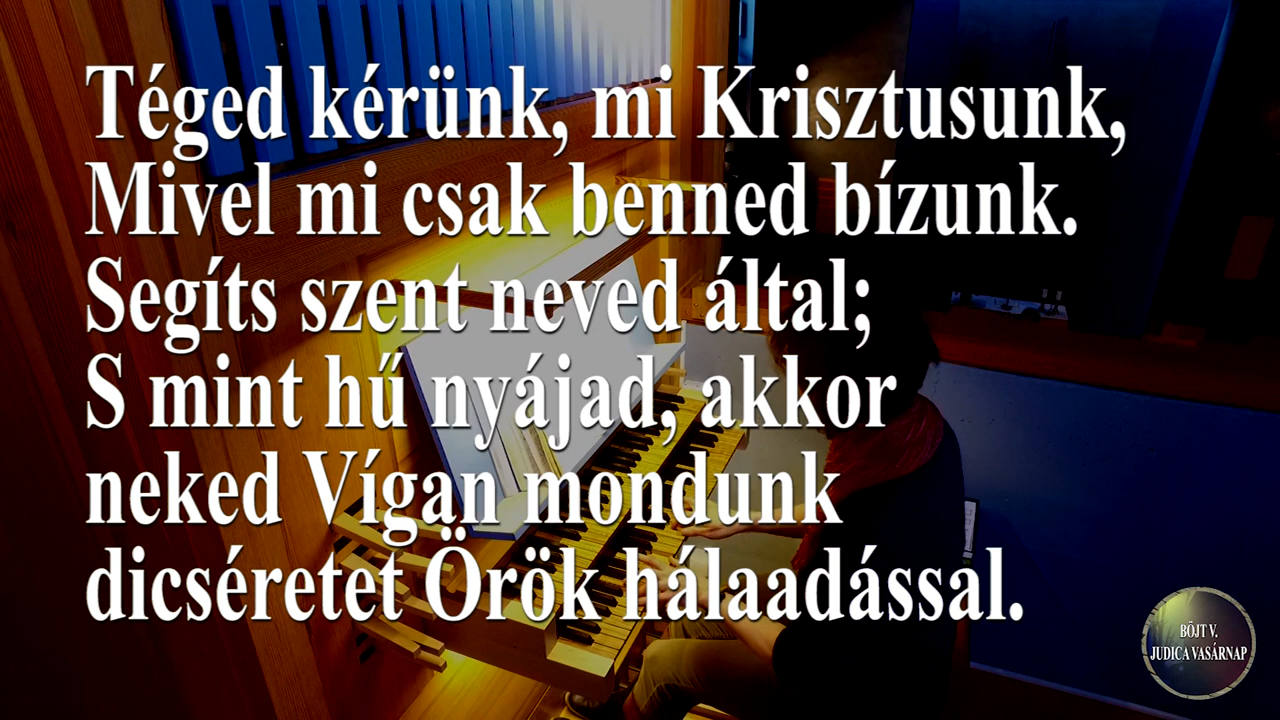 Téged kérünk, mi Krisztusunk,
Mivel mi csak benned bízunk.
Segíts szent neved által;
S mint hű nyájad, akkor
neked Vígan mondunk
dicséretet Örök hálaadással.
BÖJT V.
JUDICA VASÁRNAP